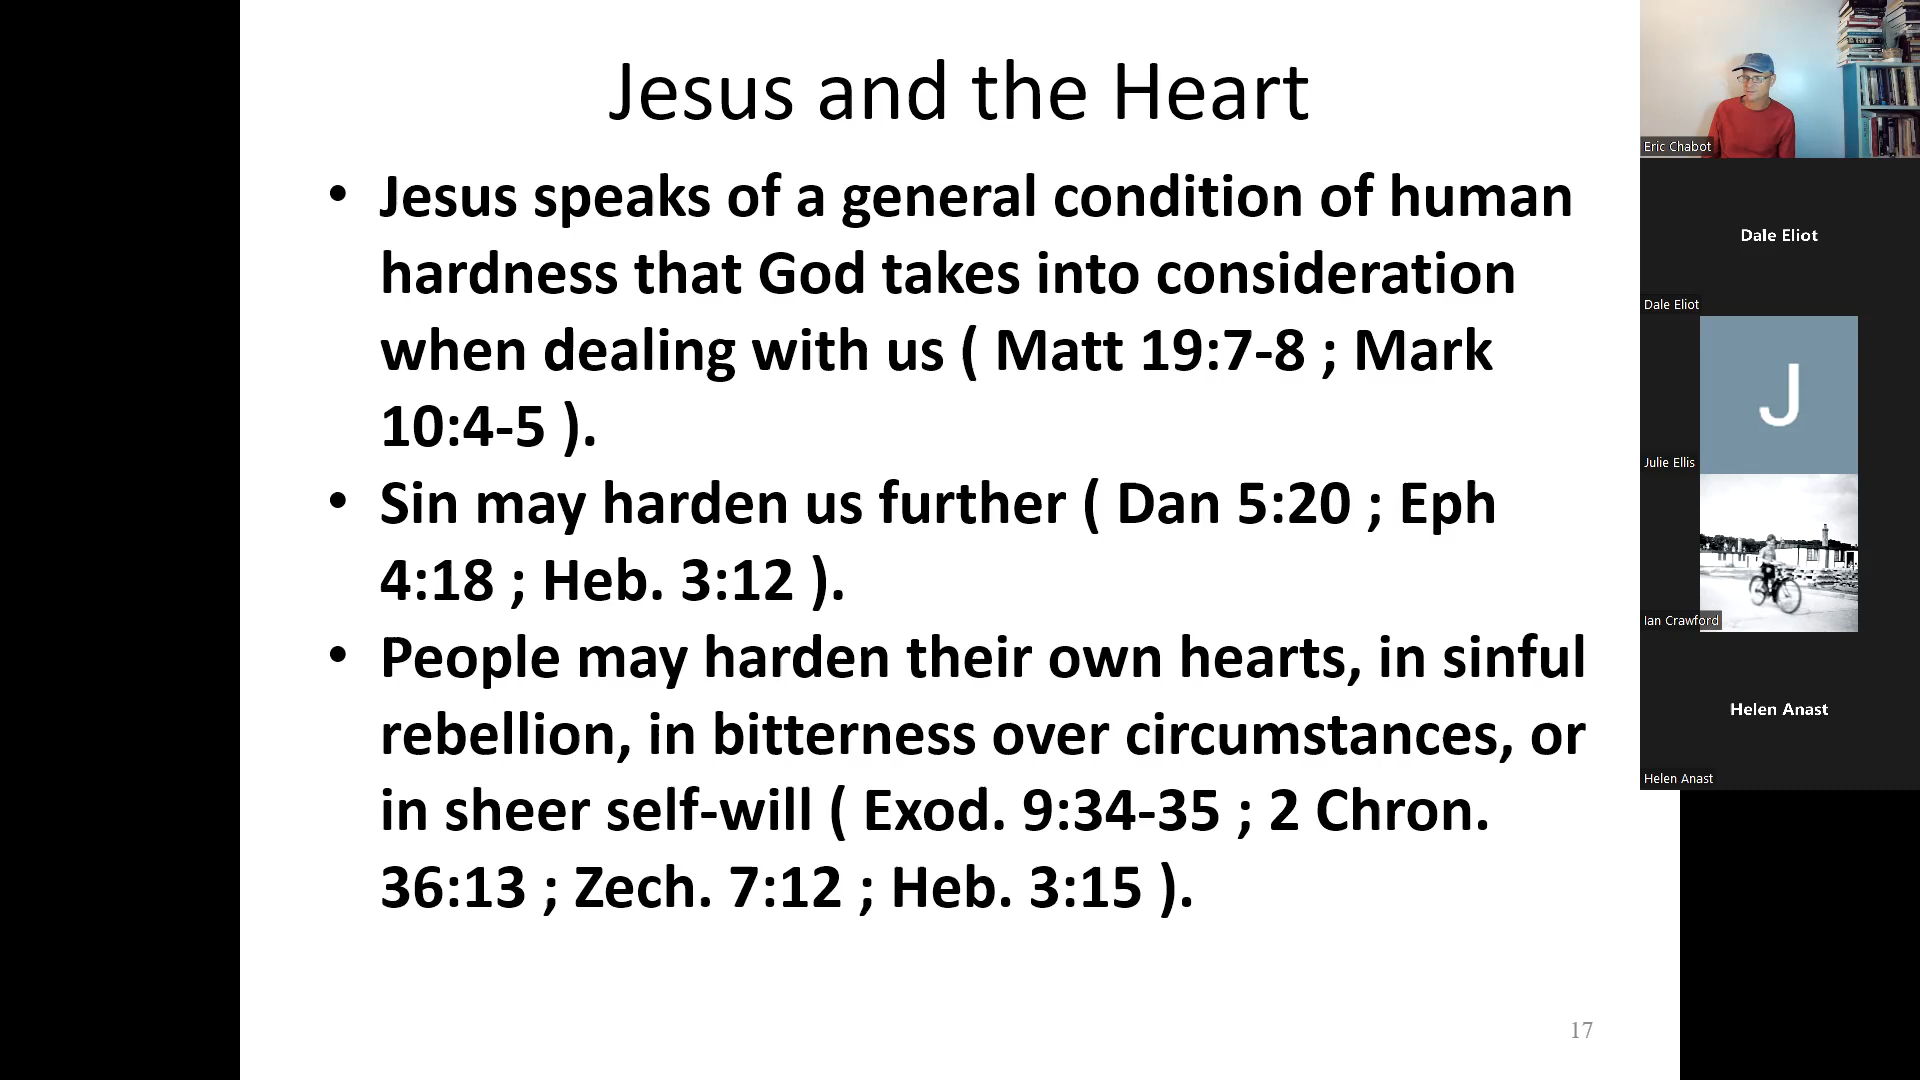 Jesus and the Heart
• Jesus speaks of a general condition of human
hardness that God takes into consideration
when dealing with us ( Matt 19:7-8 ; Mark
10:4-5 ).
• Sin may harden us further ( Dan 5:20 ; Eph
4:18 ; Heb. 3:12 ).
• People may harden their own hearts, in sinful
rebellion, in bitterness over circumstances, or
in sheer self-will ( Exod. 9:34-35 ; 2 Chron.
36:13 ; Zech. 7:12 ; Heb. 3:15 ).
17
Eric Chabot
Dale Eliot
Dale Eliot
J
Julie Ellis
Ian Crawford
Helen Anast
Helen Anast